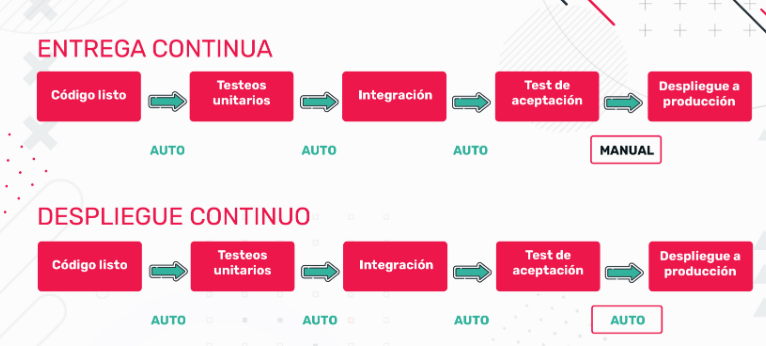 ENTREGA CONTINUA
Código listo
Testeos
unitarios
Integración
Test de
aceptación
Despliegue a
producción
AUTO
AUTO
AUTO
MANUAL
DESPLIEGUE CONTINUO
Código listo
Testeos
unitarios
Integración
Test de
aceptación
Despliegue a
producción
AUTO
AUTO
AUTO
AUTO